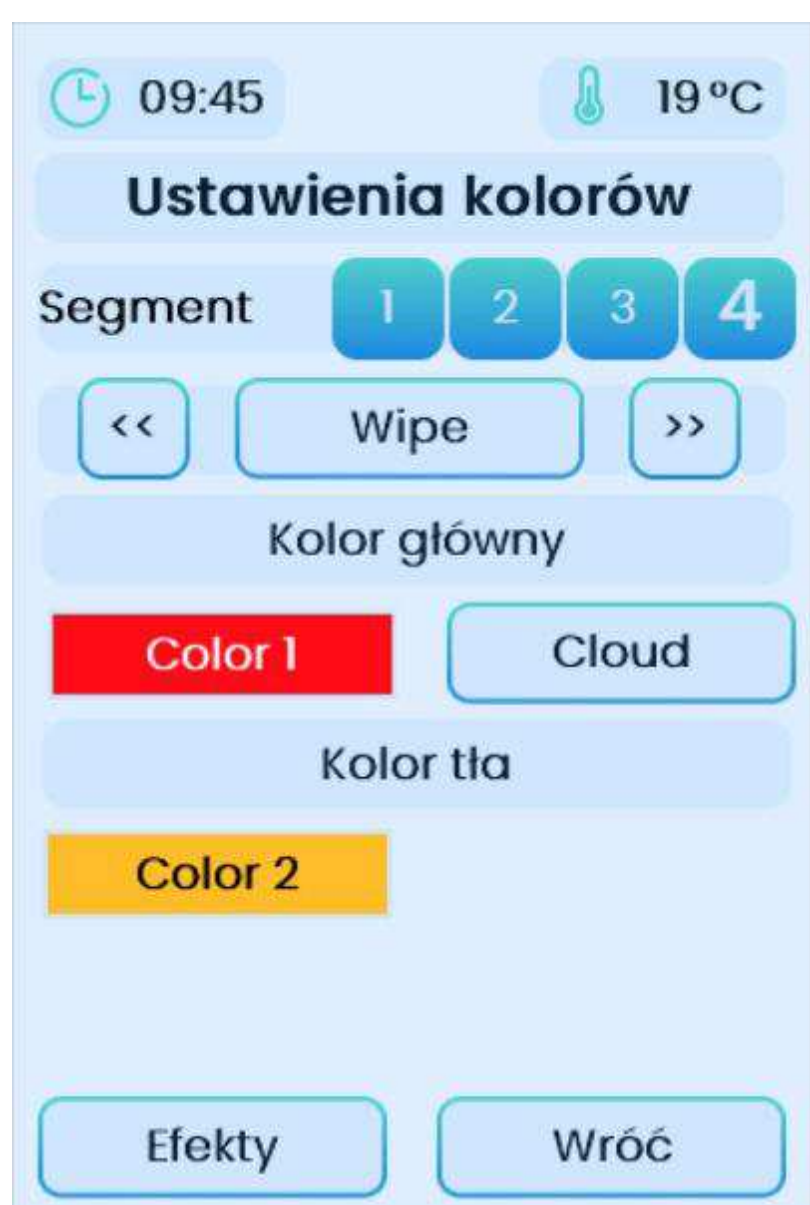 09:45 19 ºC
Ustawienia kolorów
Segment 1 2 3 4
<< Wipe >>
Kolor główny
Color 1 Cloud
Kolor tła
Color 2
Efekty Wróć